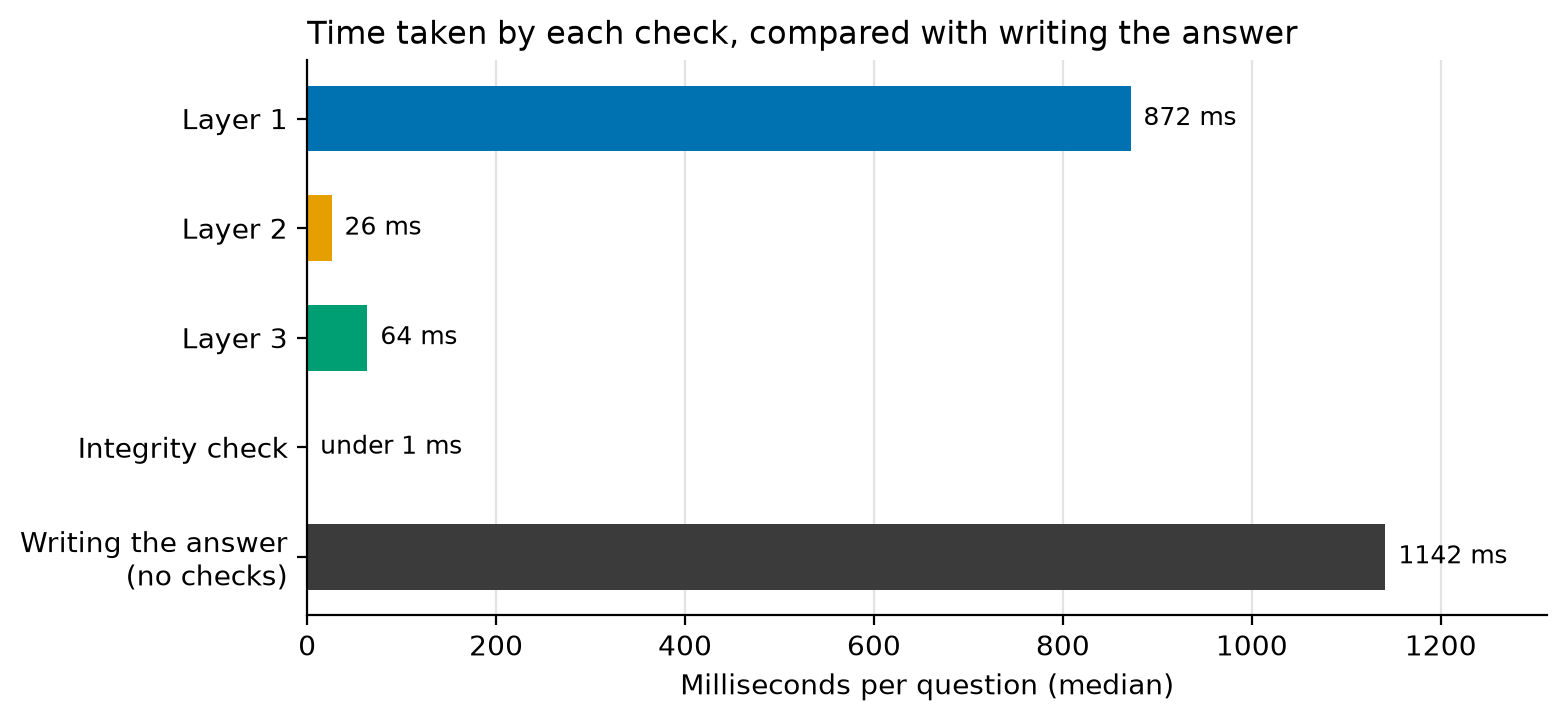 Time taken by each check, compared with writing the answer
Layer 1
872 ms
Layer 2
26 ms
Layer 3
64 ms
Integrity check
under 1 ms
Writing the answer
(no checks)
1142 ms
0 200 400 600 800 1000 1200
Milliseconds per question (median)